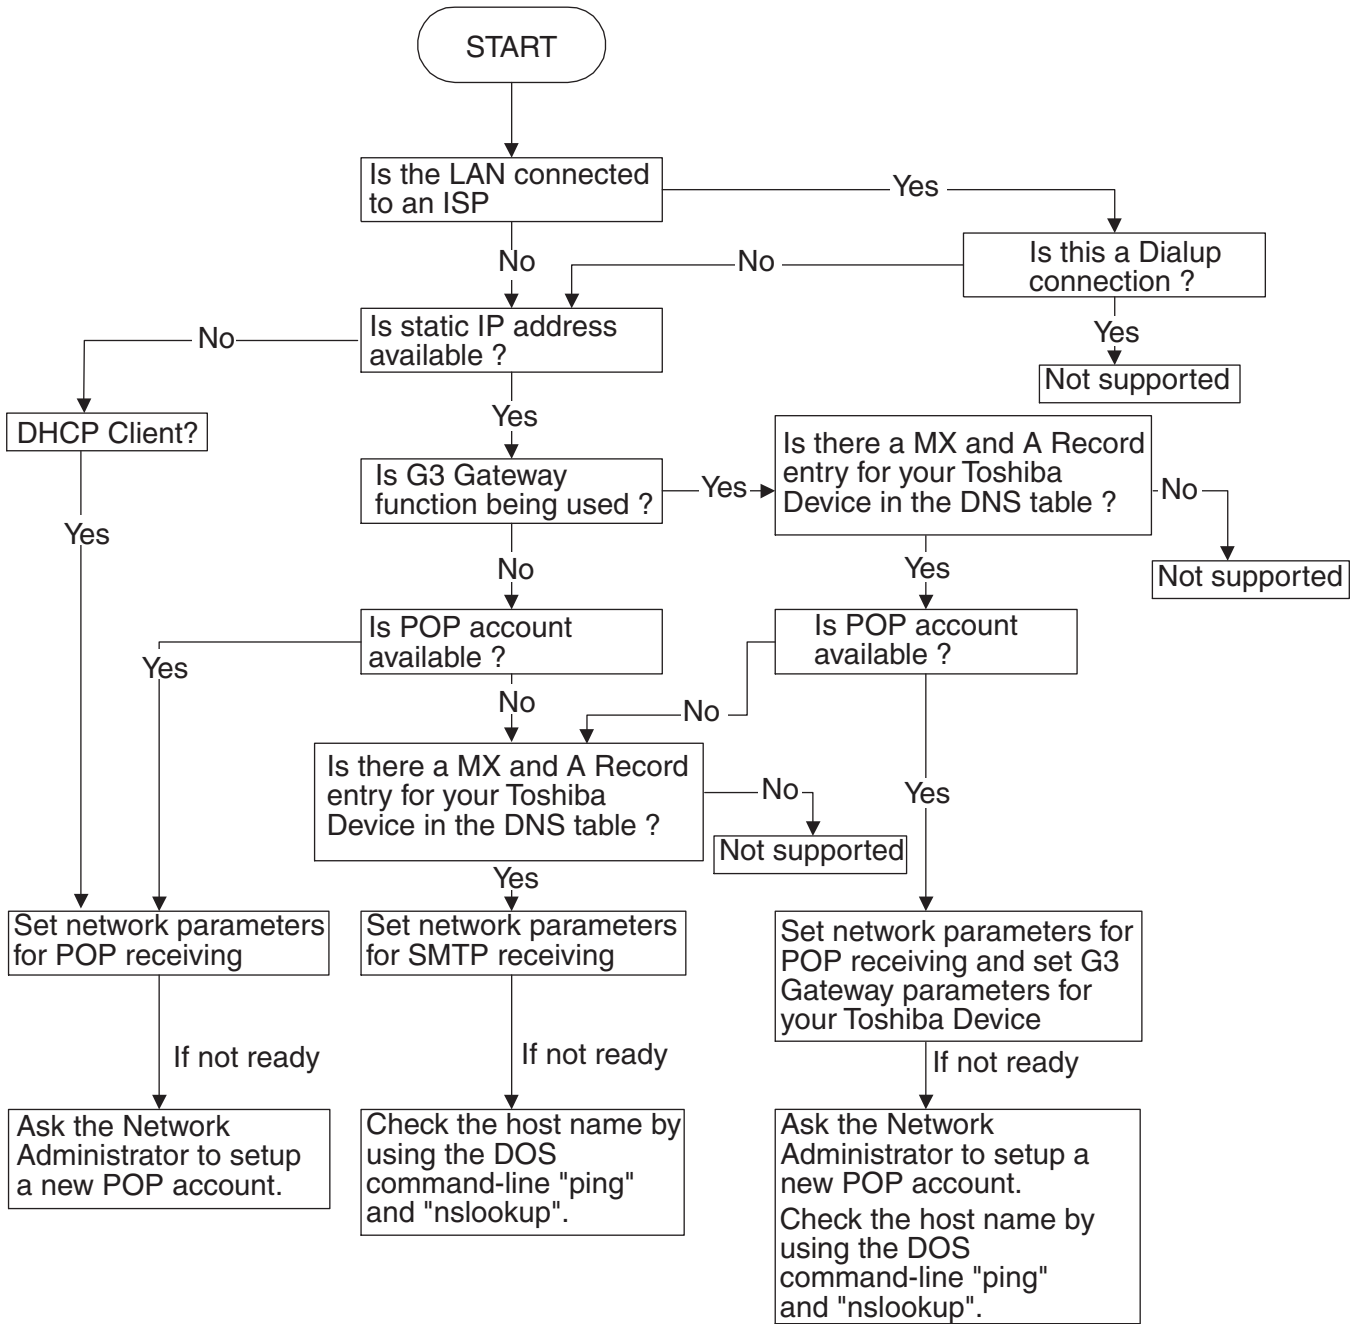 START
Is the LAN connected
to an ISP
Yes
No
Is this a Dialup
connection ?
No
Yes
Not supported
Is static IP address
available ?
No
Yes
DHCP Client?
Yes
Is G3 Gateway
function being used ?
Yes
No
Is there a MX and A Record
entry for your Toshiba
Device in the DNS table ?
No
Not supported
Yes
Is POP account
available ?
Yes
No
Is POP account
available ?
No
Yes
Is there a MX and A Record
entry for your Toshiba
Device in the DNS table ?
No
Not supported
Yes
Set network parameters
for POP receiving
Set network parameters
for SMTP receiving
Set network parameters for
POP receiving and set G3
Gateway parameters for
your Toshiba Device
If not ready
If not ready
If not ready
Ask the Network
Administrator to setup
a new POP account.
Check the host name by
using the DOS
command-line "ping"
and "nslookup".
Ask the Network
Administrator to setup a
new POP account.
Check the host name by
using the DOS
command-line "ping"
and "nslookup".